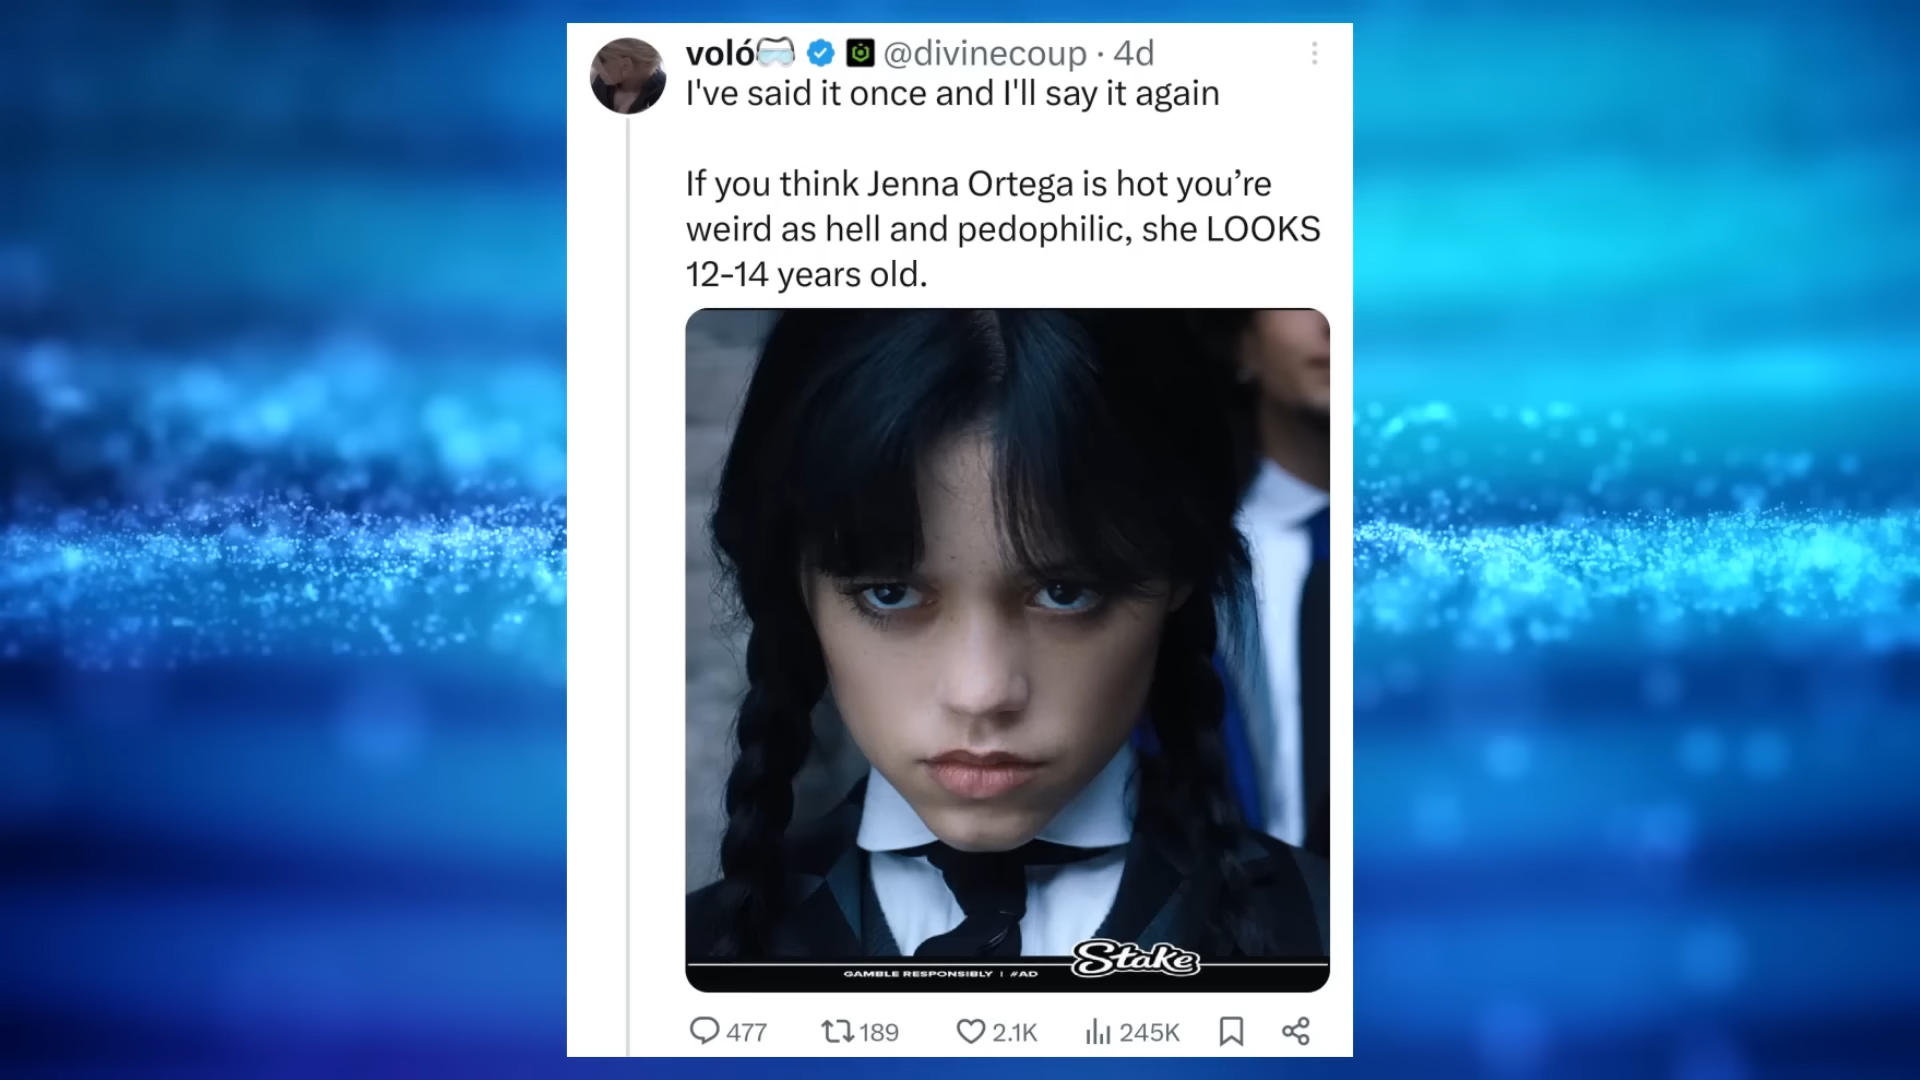 voló @divinecoup · 4d
I've said it once and I'll say it again
If you think Jenna Ortega is hot you’re
weird as hell and pedophilic, she LOOKS
12-14 years old.
Stake
GAMBLE RESPONSIBLY | #AD
477 189 2.1K 245K